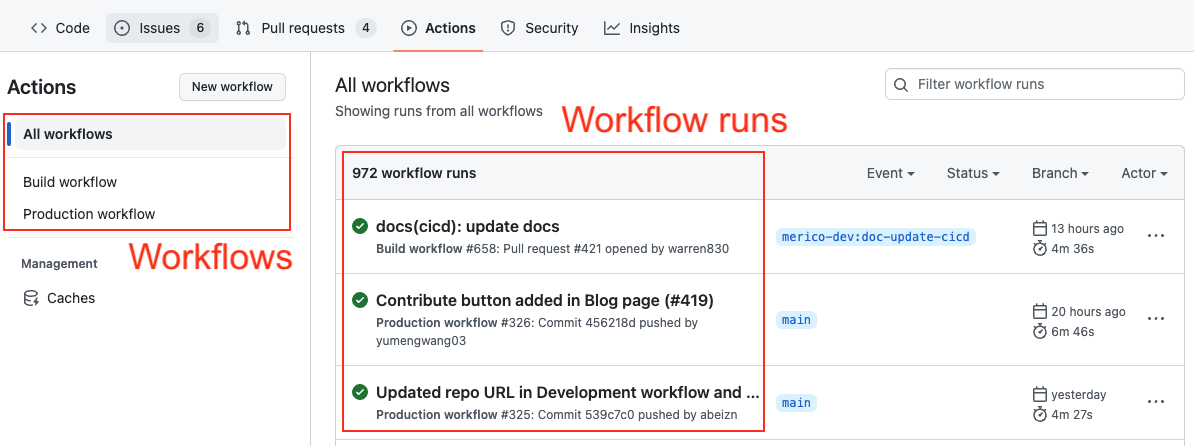 Code Issues 6 Pull requests 4 Actions Security Insights
Actions New workflow
All workflows
Build workflow
Production workflow
Workflows
Management
Caches
All workflows
Showing runs from all workflows
Filter workflow runs
Workflow runs
972 workflow runs Event Status Branch Actor
docs(cicd): update docs
Build workflow #658: Pull request #421 opened by warren830
merico-dev:doc-update-cicd
13 hours ago
4m 36s
Contribute button added in Blog page (#419)
Production workflow #326: Commit 456218d pushed by
yumengwang03
main
20 hours ago
6m 46s
Updated repo URL in Development workflow and ...
Production workflow #325: Commit 539c7c0 pushed by abeizn
main
yesterday
4m 27s